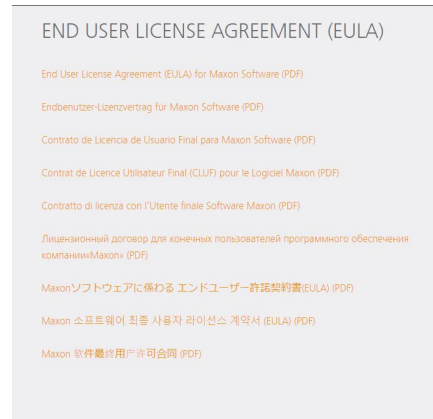 END USER LICENSE AGREEMENT (EULA)
End User License Agreement (EULA) for Maxon Software (PDF)
Endbenutzer-Lizenzvertrag für Maxon Software (PDF)
Contrato de Licencia de Usuario Final para Maxon Software (PDF)
Contrat de Licence Utilisateur Final (CLUF) pour le Logiciel Maxon (PDF)
Contratto di licenza con l'Utente finale Software Maxon (PDF)
Лицензионный договор для конечных пользователей программного обеспечения
компании«Maxon» (PDF)
Maxonソフトウェアに係わる エンドユーザー許諾契約書(EULA) (PDF)
Maxon 소프트웨어 최종 사용자 라이선스 계약서 (EULA) (PDF)
Maxon 软件最终用户许可合同 (PDF)